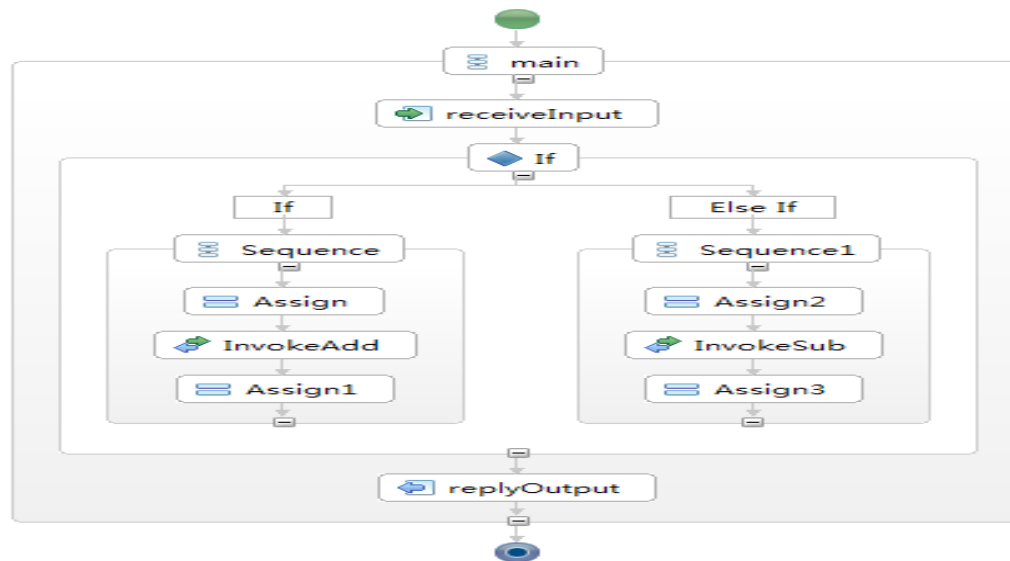 main
receiveInput
If
If
Else If
Sequence
Sequence1
Assign
Assign2
InvokeAdd
InvokeSub
Assign1
Assign3
replyOutput